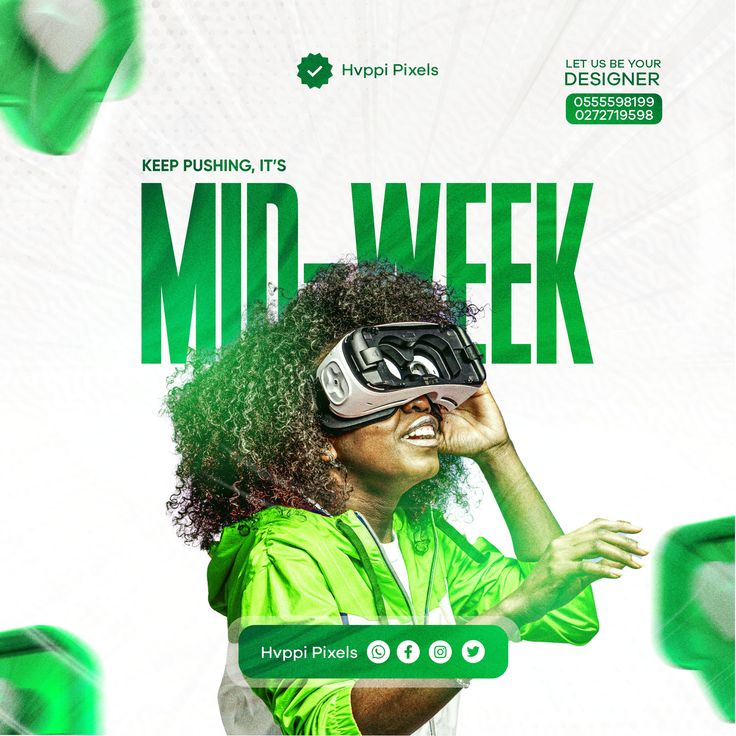 Hvppi Pixels
LET US BE YOUR
DESIGNER
0555598199
0272719598
KEEP PUSHING, IT'S
MID-WEEK
Hvppi Pixels